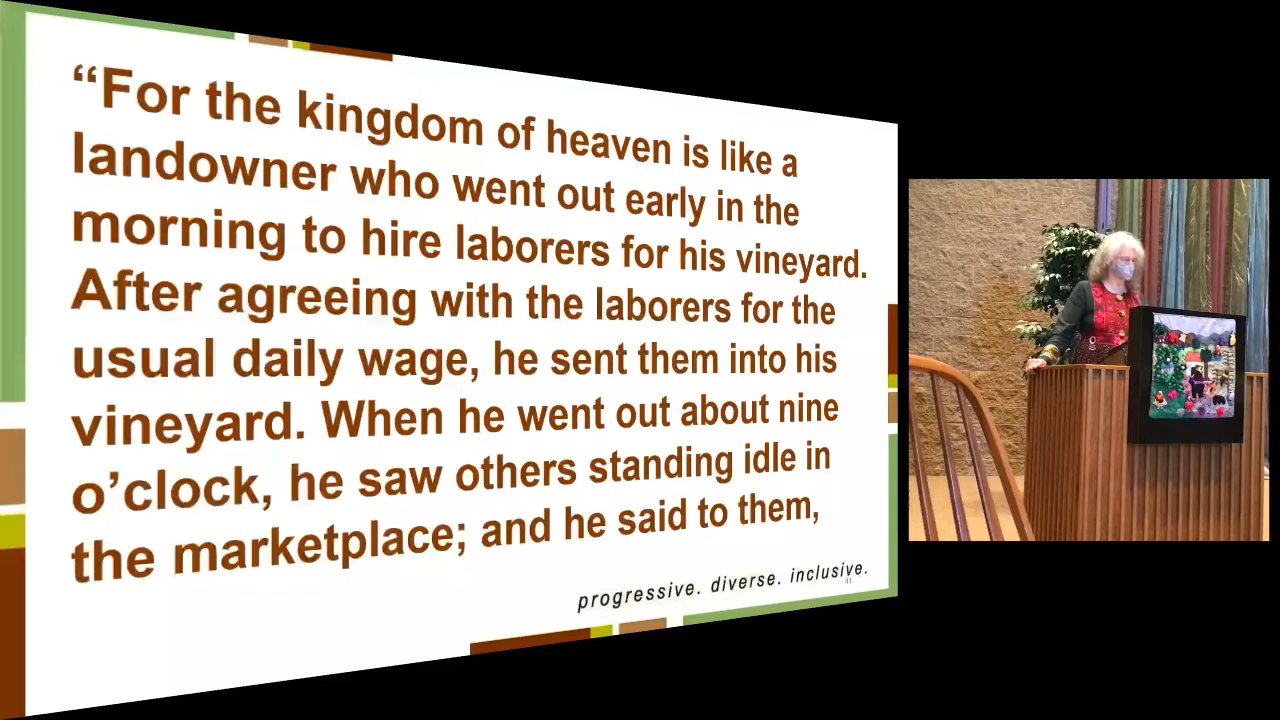 “For the kingdom of heaven is like a
landowner who went out early in the
morning to hire laborers for his vineyard.
After agreeing with the laborers for the
usual daily wage, he sent them into his
vineyard. When he went out about nine
o’clock, he saw others standing idle in
the marketplace; and he said to them,
progressive. diverse. inclusive.
41